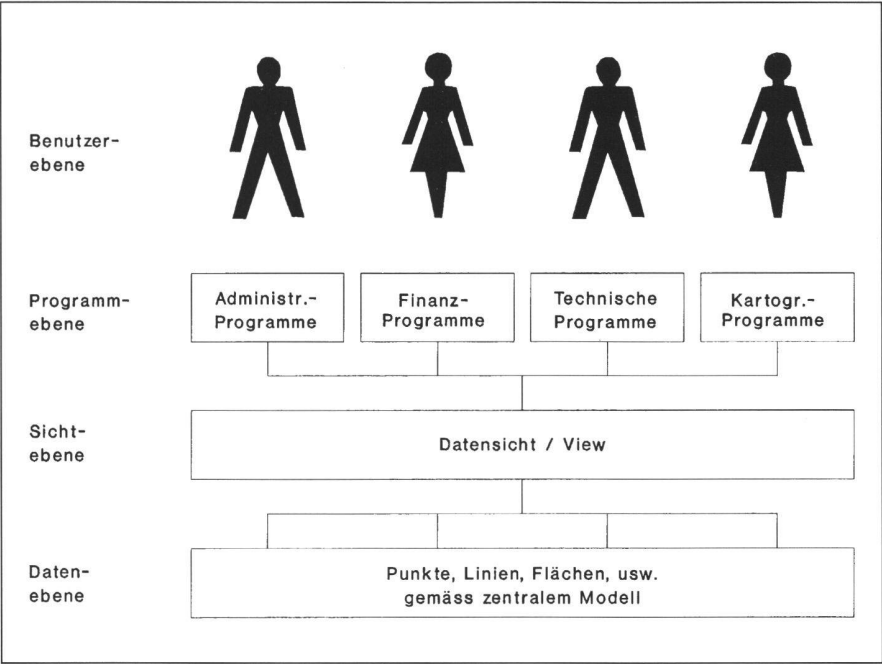 Benutzer-
ebene
Programm-
ebene
Administr.-
Programme
Finanz-
Programme
Technische
Programme
Kartogr.-
Programme
Sicht-
ebene
Datensicht / View
Daten-
ebene
Punkte, Linien, Flächen, usw.
gemäss zentralem Modell